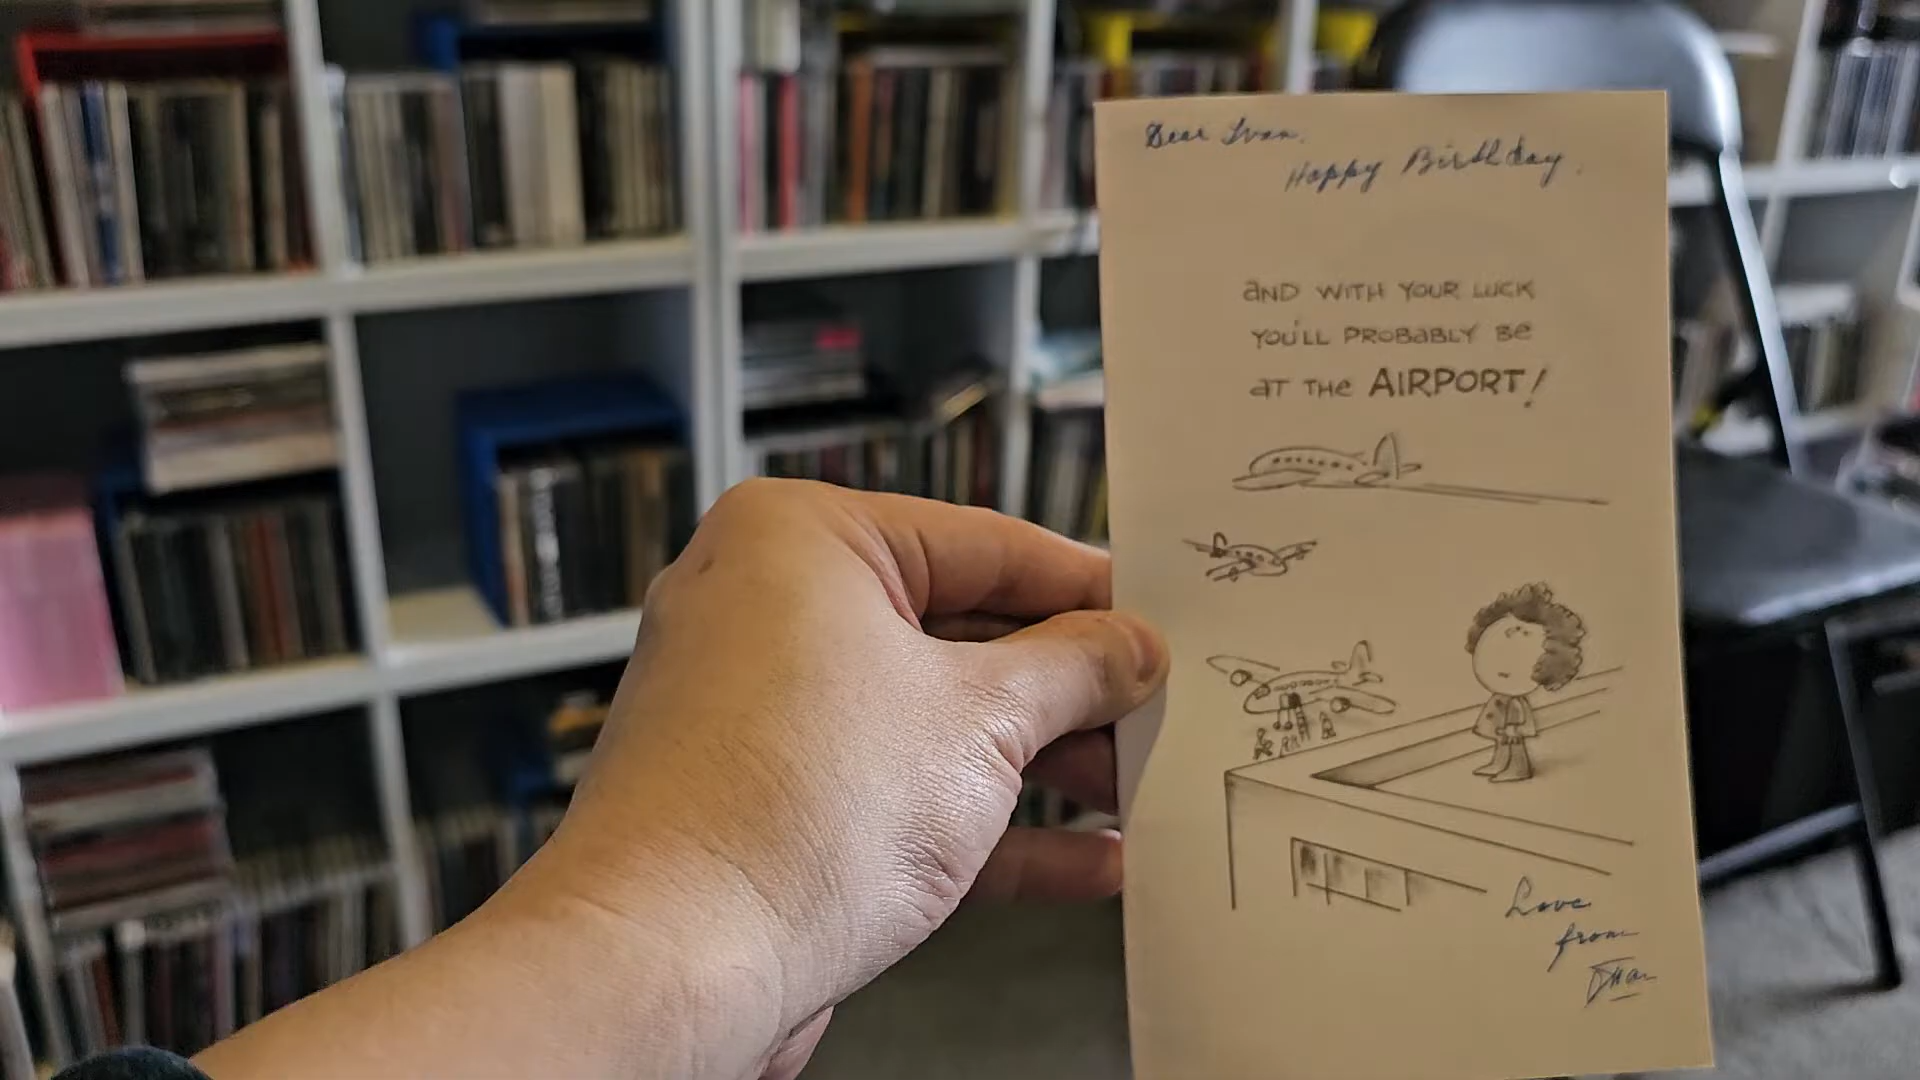 Dear Ivan.
Happy Birthday.
AND WITH YOUR LUCK
YOU'LL PROBABLY BE
AT THE AIRPORT!
Love
from